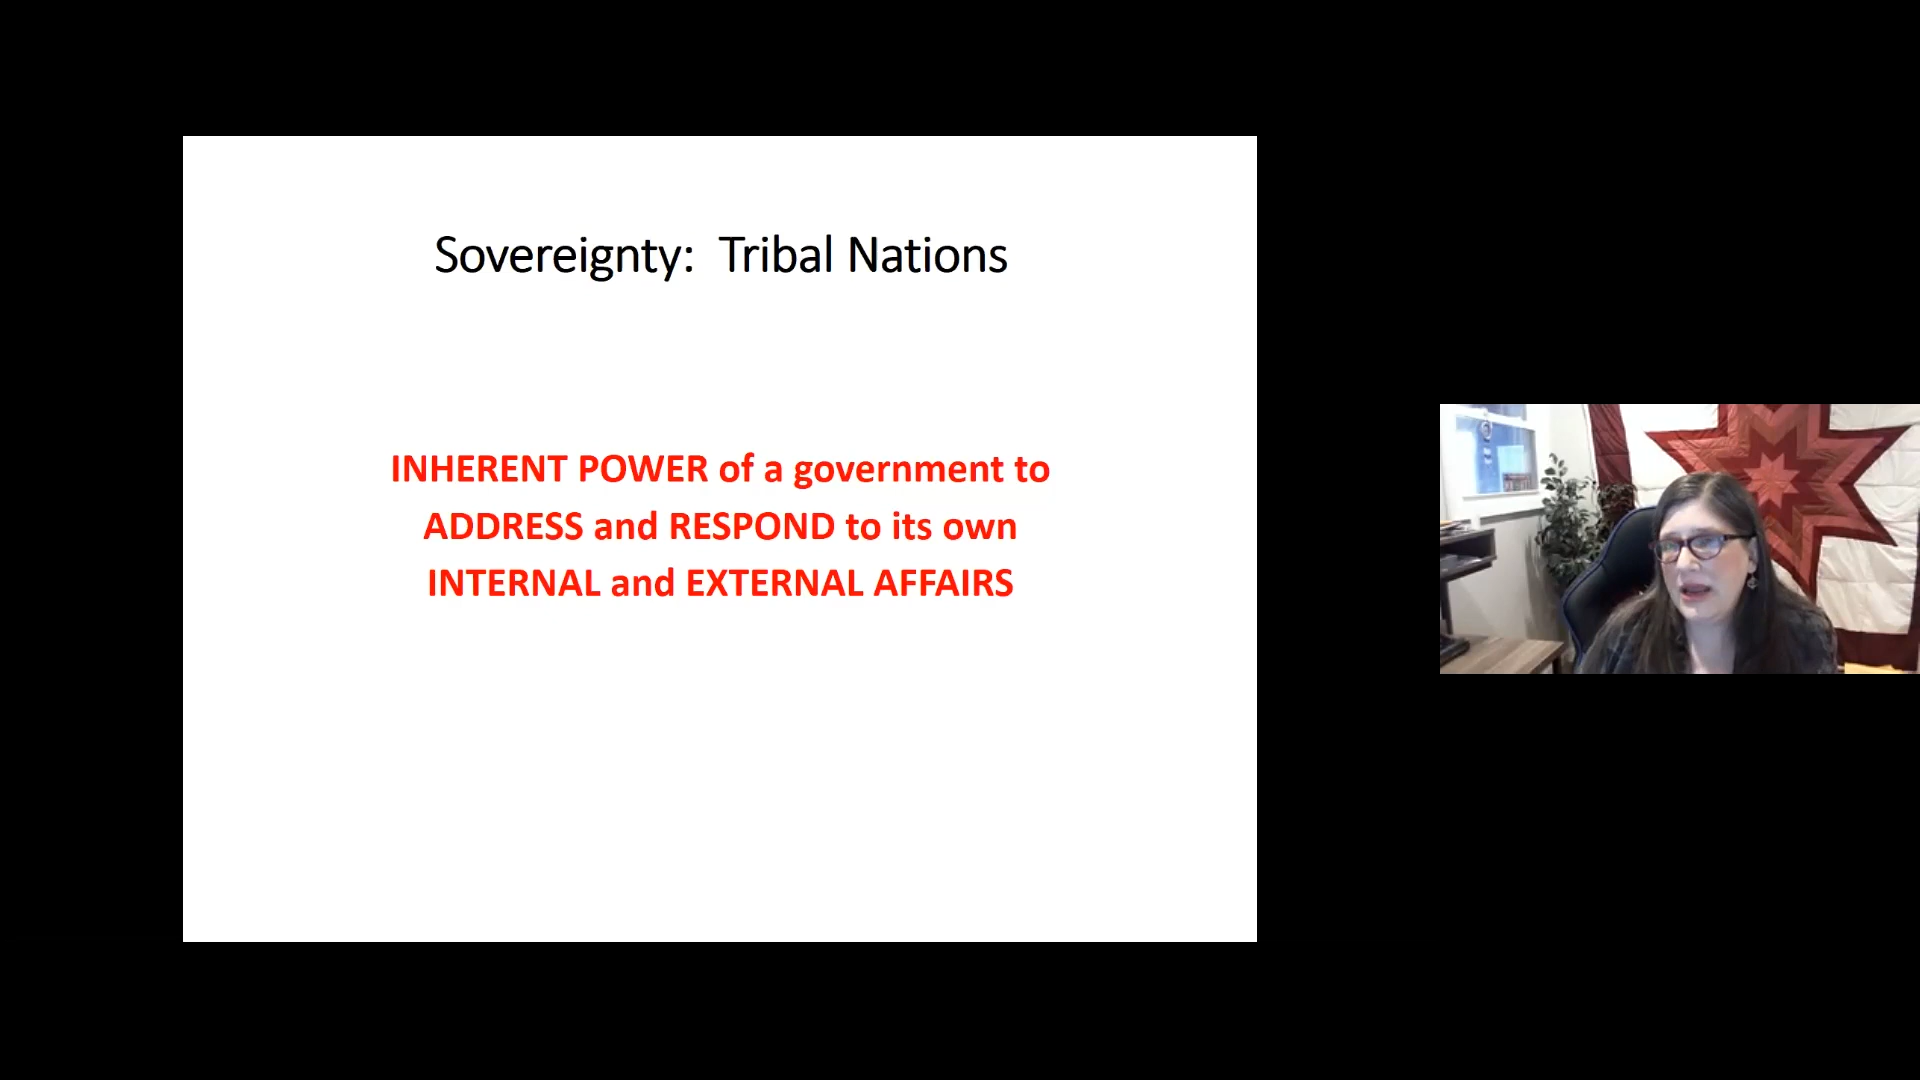 Sovereignty: Tribal Nations
INHERENT POWER of a government to
ADDRESS and RESPOND to its own
INTERNAL and EXTERNAL AFFAIRS